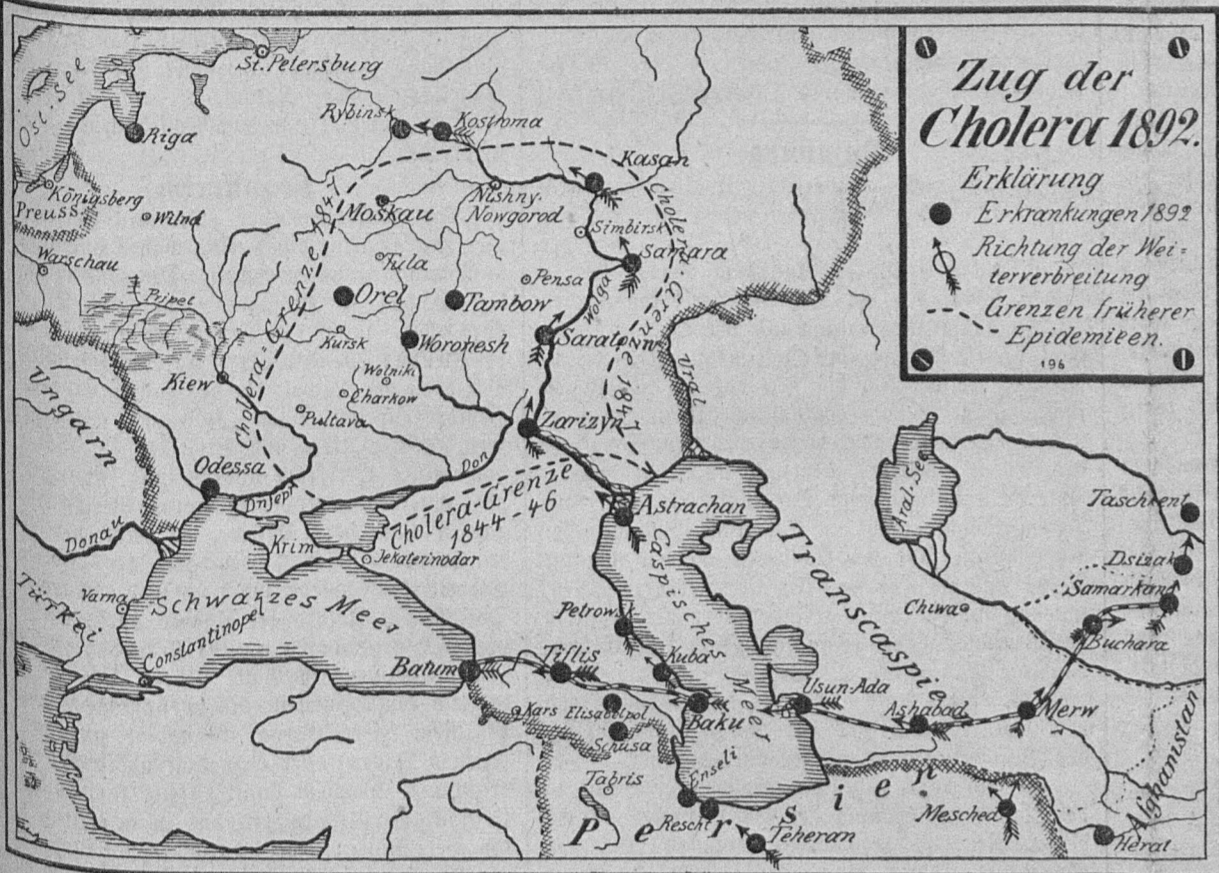 Zug der
Cholera 1892.
Erklärung
Erkrankungen 1892
Richtung der Wei-
terverbreitung
Grenzen früherer
Epidemieen.
196
Ost-See
St. Petersburg
Riga
Rybinsk
Kostroma
Kasan
Königsberg
Preuss.
Wilna
Moskau
Nishny-
Nowgorod
Simbirsk
Cholera-Grenze 1847
Cholera-Grenze 1847
Warschau
Pripet
Tula
Pensa
Samara
Wolga
Orel
Tambow
Kursk
Woronesh
Saratow
Ural
Kiew
Wolniki
Charkow
Pultava
Zarizyn
Ungarn
Odessa
Dnjepr
Don
Cholera-Grenze
1844-46
Astrachan
Aral-See
Taschkent
Donau
Krim
Jekaterinodar
Caspisches Meer
Transcaspien
Dsizak
Samarkand
Türkei
Varna
Schwarzes Meer
Constantinopel
Petrowsk
Chiwa
Buchara
Batum
Tiflis
Kuba
Usun-Ada
Kars
Elisabetpol
Baku
Ashabad
Merw
Schusa
Tabris
Enseli
Afghanistan
Persien
Rescht
Teheran
Mesched
Herat